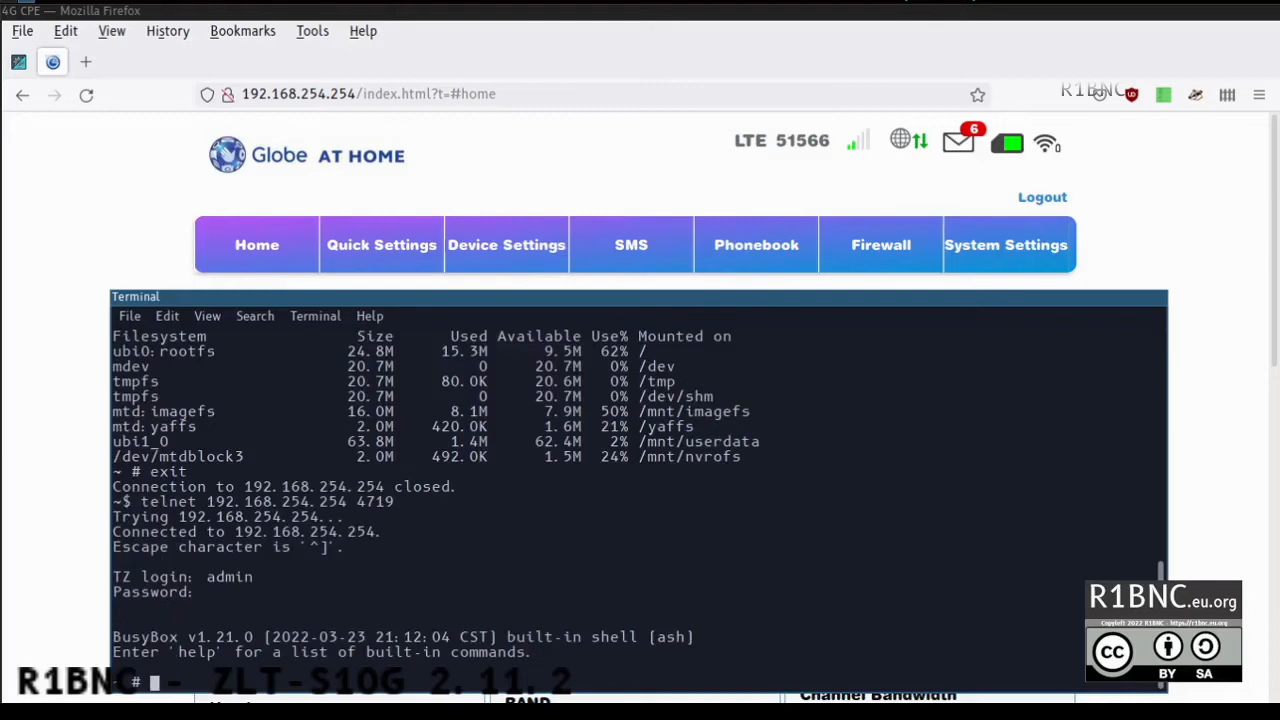 4G CPE — Mozilla Firefox
File Edit View History Bookmarks Tools Help
192.168.254.254/index.html?t=#home
R1BNC
Globe AT HOME
LTE 51566
6
0
Logout
Home Quick Settings Device Settings SMS Phonebook Firewall System Settings
Terminal
File Edit View Search Terminal Help
Filesystem Size Used Available Use% Mounted on
ubi0:rootfs 24.8M 15.3M 9.5M 62% /
mdev 20.7M 0 20.7M 0% /dev
tmpfs 20.7M 80.0K 20.6M 0% /tmp
tmpfs 20.7M 0 20.7M 0% /dev/shm
mtd:imagefs 16.0M 8.1M 7.9M 50% /mnt/imagefs
mtd:yaffs 2.0M 420.0K 1.6M 21% /yaffs
ubi1_0 63.8M 1.4M 62.4M 2% /mnt/userdata
/dev/mtdblock3 2.0M 492.0K 1.5M 24% /mnt/nvrofs
~ # exit
Connection to 192.168.254.254 closed.
~$ telnet 192.168.254.254 4719
Trying 192.168.254.254...
Connected to 192.168.254.254.
Escape character is '^]'.
TZ login: admin
Password:
BusyBox v1.21.0 [2022-03-23 21:12:04 CST] built-in shell [ash]
Enter 'help' for a list of built-in commands.
~ #
R1BNC - ZLT-S10G 2.11.2
R1BNC.eu.org
Copyleft 2022 R1BNC - https://r1bnc.eu.org
CC
BY SA
BAND
Channel Bandwidth